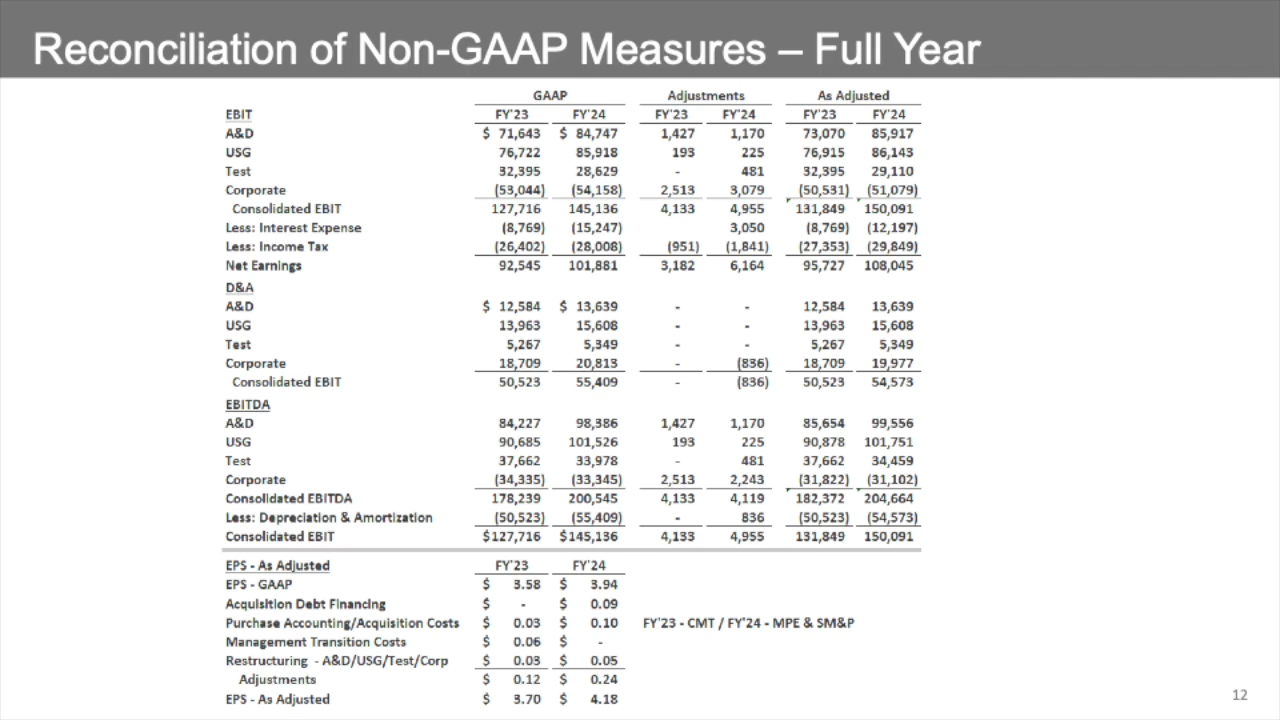 Reconciliation of Non-GAAP Measures – Full Year
GAAP Adjustments As Adjusted
EBIT FY'23 FY'24 FY'23 FY'24 FY'23 FY'24
A&D $ 71,643 $ 84,747 1,427 1,170 73,070 85,917
USG 76,722 85,918 193 225 76,915 86,143
Test 32,395 28,629 - 481 32,395 29,110
Corporate (53,044) (54,158) 2,513 3,079 (50,531) (51,079)
Consolidated EBIT 127,716 145,136 4,133 4,955 131,849 150,091
Less: Interest Expense (8,769) (15,247) 3,050 (8,769) (12,197)
Less: Income Tax (26,402) (28,008) (951) (1,841) (27,353) (29,849)
Net Earnings 92,545 101,881 3,182 6,164 95,727 108,045
D&A
A&D $ 12,584 $ 13,639 - - 12,584 13,639
USG 13,963 15,608 - - 13,963 15,608
Test 5,267 5,349 - - 5,267 5,349
Corporate 18,709 20,813 - (836) 18,709 19,977
Consolidated EBIT 50,523 55,409 - (836) 50,523 54,573
EBITDA
A&D 84,227 98,386 1,427 1,170 85,654 99,556
USG 90,685 101,526 193 225 90,878 101,751
Test 37,662 33,978 - 481 37,662 34,459
Corporate (34,335) (33,345) 2,513 2,243 (31,822) (31,102)
Consolidated EBITDA 178,239 200,545 4,133 4,119 182,372 204,664
Less: Depreciation & Amortization (50,523) (55,409) - 836 (50,523) (54,573)
Consolidated EBIT $127,716 $145,136 4,133 4,955 131,849 150,091
EPS - As Adjusted FY'23 FY'24
EPS - GAAP $ 3.58 $ 3.94
Acquisition Debt Financing $ - $ 0.09
Purchase Accounting/Acquisition Costs $ 0.03 $ 0.10 FY'23 - CMT / FY'24 - MPE & SM&P
Management Transition Costs $ 0.06 $ -
Restructuring - A&D/USG/Test/Corp $ 0.03 $ 0.05
Adjustments $ 0.12 $ 0.24
EPS - As Adjusted $ 3.70 $ 4.18
12